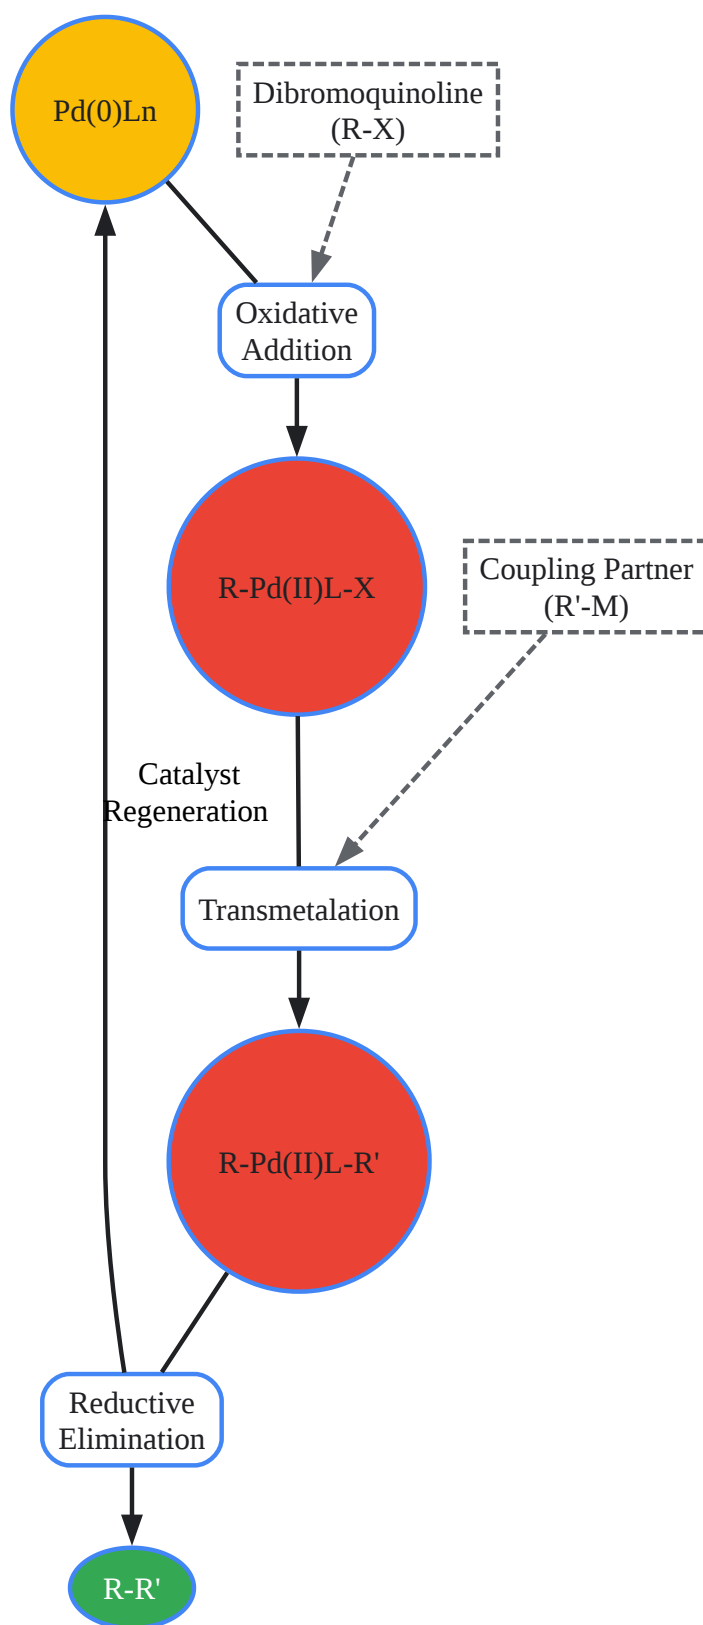 Pd(0)Ln
Dibromoquinoline
(R-X)
Oxidative
Addition
R-Pd(II)L-X
Coupling Partner
(R'-M)
Catalyst
Regeneration
Transmetalation
R-Pd(II)L-R'
Reductive
Elimination
R-R'